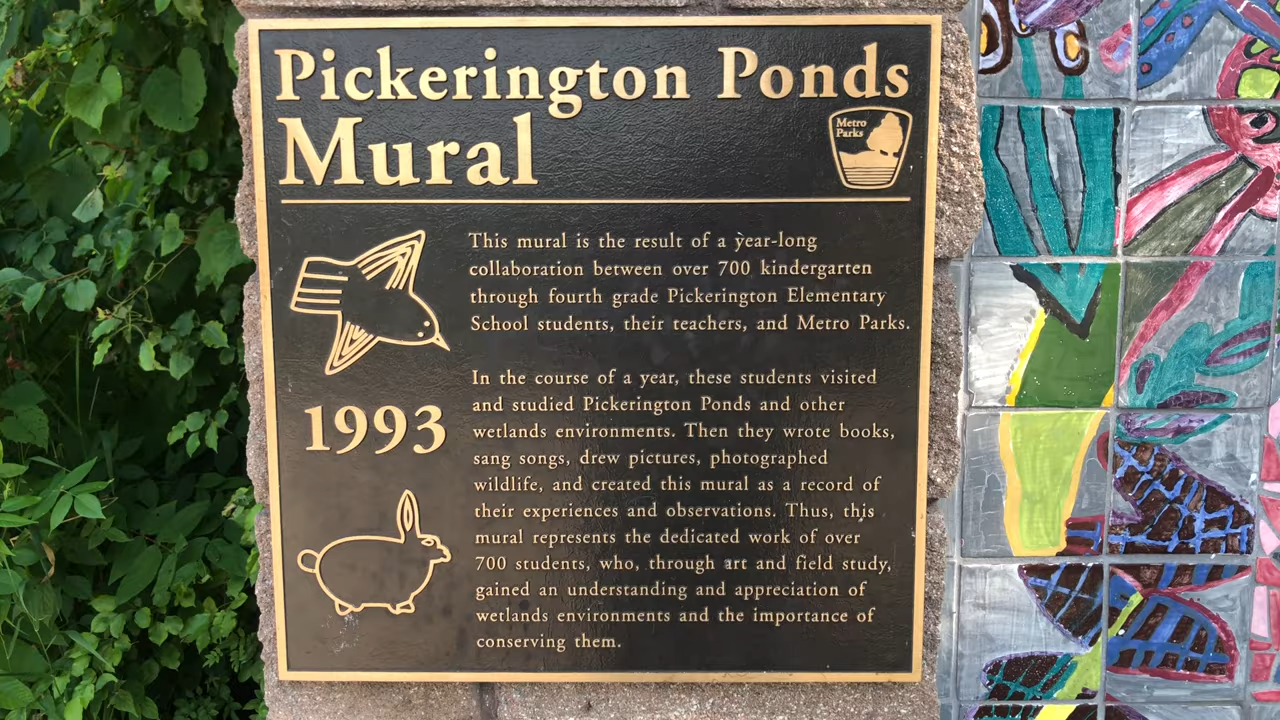 Pickerington Ponds
Mural
Metro
Parks
This mural is the result of a year-long
collaboration between over 700 kindergarten
through fourth grade Pickerington Elementary
School students, their teachers, and Metro Parks.
In the course of a year, these students visited
and studied Pickerington Ponds and other
wetlands environments. Then they wrote books,
sang songs, drew pictures, photographed
wildlife, and created this mural as a record of
their experiences and observations. Thus, this
mural represents the dedicated work of over
700 students, who, through art and field study,
gained an understanding and appreciation of
wetlands environments and the importance of
conserving them.
1993